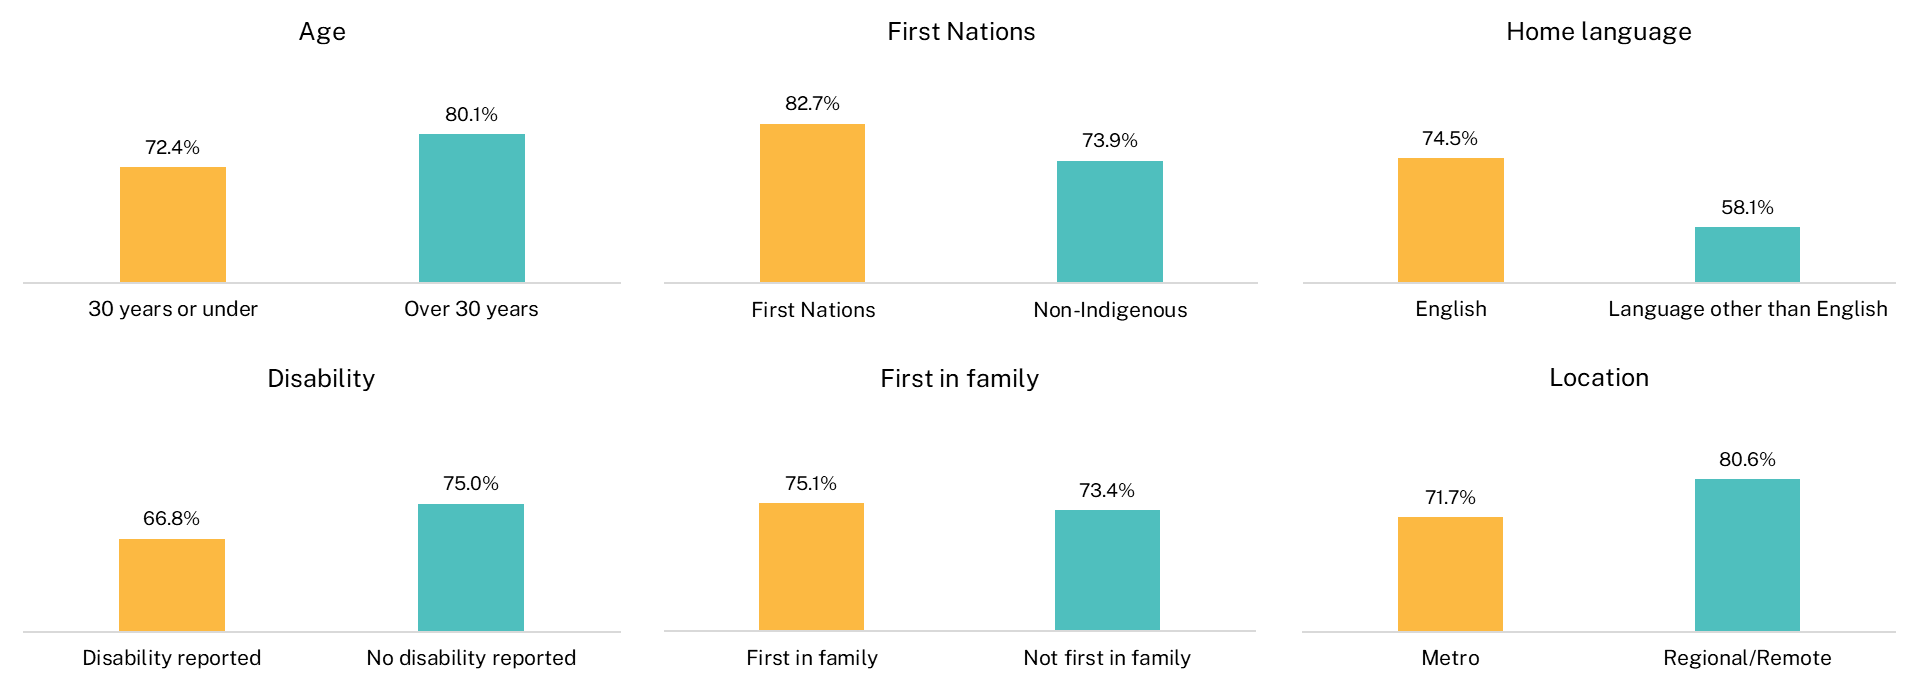 Age
72.4%
80.1%
30 years or under
Over 30 years
First Nations
82.7%
73.9%
First Nations
Non-Indigenous
Home language
74.5%
58.1%
English
Language other than English
Disability
66.8%
75.0%
Disability reported
No disability reported
First in family
75.1%
73.4%
First in family
Not first in family
Location
71.7%
80.6%
Metro
Regional/Remote